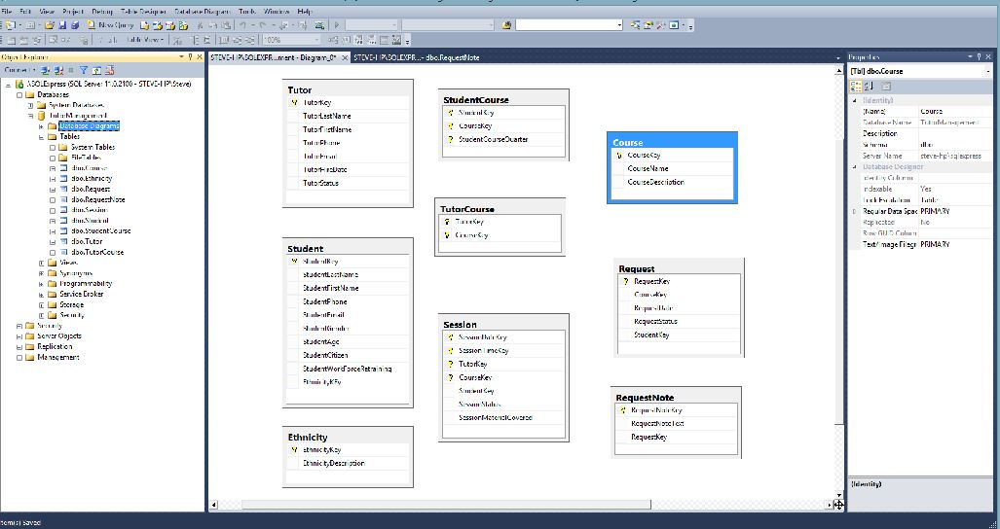 File Edit View Project Debug Table Designer Database Diagram Tools Window Help
New Query
Table View 100%
Object Explorer
Connect
.\SQLExpress (SQL Server 11.0.2100 - STEVE-HP\Steve)
Databases
System Databases
TutorManagement
Database Diagrams
Tables
System Tables
FileTables
dbo.Course
dbo.Ethnicity
dbo.Request
dbo.RequestNote
dbo.Session
dbo.Student
dbo.StudentCourse
dbo.Tutor
dbo.TutorCourse
Views
Synonyms
Programmability
Service Broker
Storage
Security
Security
Server Objects
Replication
Management
STEVE-HP\SQLEXPR...ment - Diagram_0*
STEVE-HP\SQLEXPR... - dbo.RequestNote
Tutor
TutorKey
TutorLastName
TutorFirstName
TutorPhone
TutorEmail
TutorHireDate
TutorStatus
StudentCourse
StudentKey
CourseKey
StudentCourseQuarter
Course
CourseKey
CourseName
CourseDescription
TutorCourse
TutorKey
CourseKey
Student
StudentKey
StudentLastName
StudentFirstName
StudentPhone
StudentEmail
StudentGender
StudentAge
StudentCitizen
StudentWorkForceRetraining
EthnicityKEy
Request
RequestKey
CourseKey
RequestDate
RequestStatus
StudentKey
Session
SessionDateKey
SessionTimeKey
TutorKey
CourseKey
StudentKey
SessionStatus
SessionMaterialCovered
RequestNote
RequestNoteKey
RequestNoteText
RequestKey
Ethnicity
EthnicityKey
EthnicityDescription
Properties
[Tbl] dbo.Course
(Identity)
(Name) Course
Database Name TutorManagement
Description
Schema dbo
Server Name steve-hp\sqlexpress
Database Designer
Identity Column
Indexable Yes
Lock Escalation Table
Regular Data Spac PRIMARY
Replicated No
Row GUID Column
Text/Image Filegr PRIMARY
(Identity)
Item(s) Saved